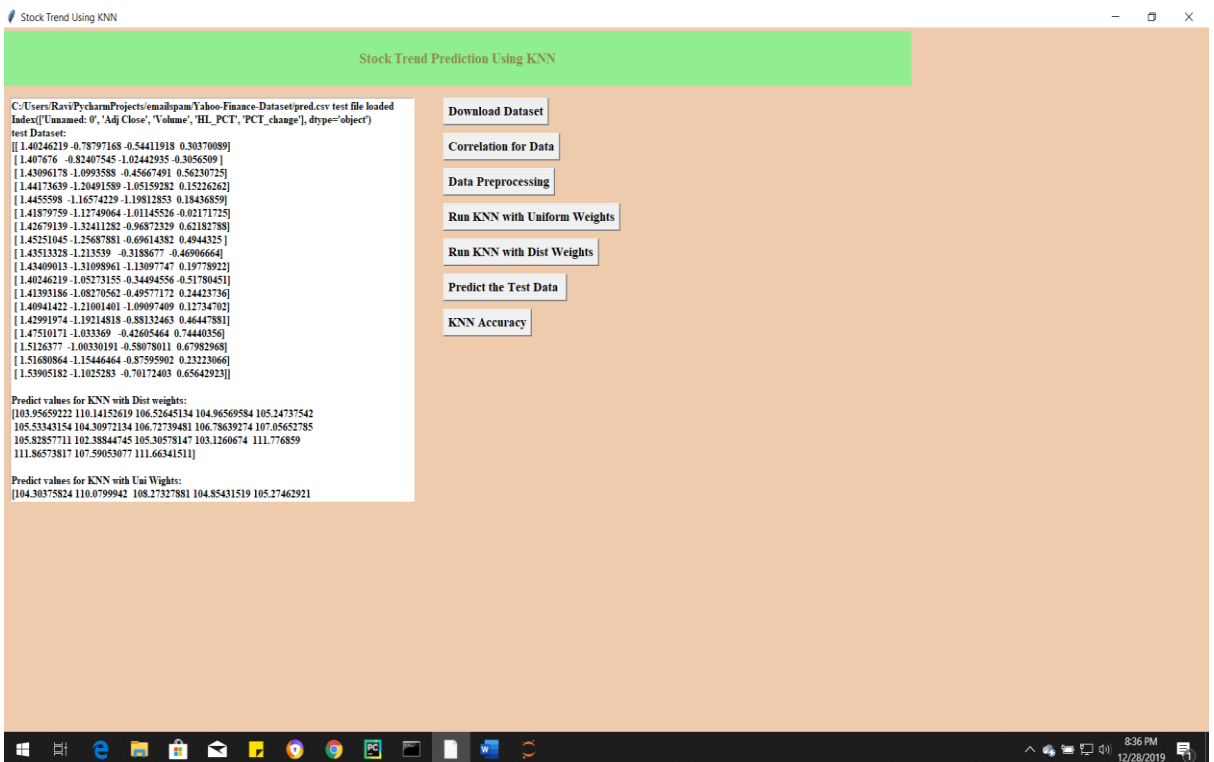 Stock Trend Using KNN
Stock Trend Prediction Using KNN
C:/Users/Ravi/PycharmProjects/emailspam/Yahoo-Finance-Dataset/pred.csv test file loaded
Index(['Unnamed: 0', 'Adj Close', 'Volume', 'HL_PCT', 'PCT_change'], dtype='object')
test Dataset:
[[ 1.40246219 -0.78797168 -0.54411918 0.30370089]
[ 1.407676 -0.82407545 -1.02442935 -0.3056509 ]
[ 1.43096178 -1.0993588 -0.45667491 0.56230725]
[ 1.44173639 -1.20491589 -1.05159282 0.15226262]
[ 1.4455598 -1.16574229 -1.19812853 0.18436859]
[ 1.41879759 -1.12749064 -1.01145526 -0.02171725]
[ 1.42679139 -1.32411282 -0.96872329 0.62182788]
[ 1.45251045 -1.25687881 -0.69614382 0.4944325 ]
[ 1.43513328 -1.213539 -0.3188677 -0.46906664]
[ 1.43409013 -1.31098961 -1.13097747 0.19778922]
[ 1.40246219 -1.05273155 -0.34494556 -0.51780451]
[ 1.41393186 -1.08270562 -0.49577172 0.24423736]
[ 1.40941422 -1.21001401 -1.09097409 0.12734702]
[ 1.42991974 -1.19214818 -0.88132463 0.46447881]
[ 1.47510171 -1.033369 -0.42605464 0.74440356]
[ 1.5126377 -1.00330191 -0.58078011 0.67982968]
[ 1.51680864 -1.15446464 -0.87595902 0.23223066]
[ 1.53905182 -1.1025283 -0.70172403 0.65642923]]
Predict values for KNN with Dist weights:
[103.95659222 110.14152619 106.52645134 104.96569584 105.24737542
105.53343154 104.30972134 106.72739481 106.78639274 107.05652785
105.82857711 102.38844745 105.30578147 103.1260674 111.776859
111.86573817 107.59053077 111.66341511]
Predict values for KNN with Uni Wights:
[104.30375824 110.0799942 108.27327881 104.85431519 105.27462921
Download Dataset
Correlation for Data
Data Preprocessing
Run KNN with Uniform Weights
Run KNN with Dist Weights
Predict the Test Data
KNN Accuracy
8:36 PM
12/28/2019